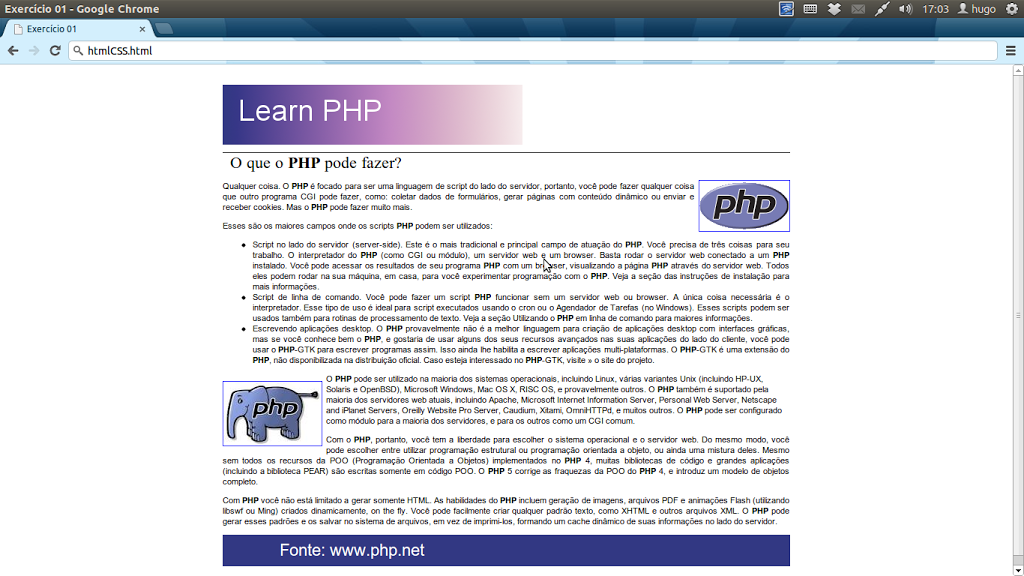 Exercício 01 - Google Chrome
17:03 hugo
Exercício 01
htmlCSS.html
Learn PHP
O que o PHP pode fazer?
Qualquer coisa. O PHP é focado para ser uma linguagem de script do lado do servidor, portanto, você pode fazer qualquer coisa
que outro programa CGI pode fazer, como: coletar dados de formulários, gerar páginas com conteúdo dinâmico ou enviar e
receber cookies. Mas o PHP pode fazer muito mais.
php
Esses são os maiores campos onde os scripts PHP podem ser utilizados:
Script no lado do servidor (server-side). Este é o mais tradicional e principal campo de atuação do PHP. Você precisa de três coisas para seu
trabalho. O interpretador do PHP (como CGI ou módulo), um servidor web e um browser. Basta rodar o servidor web conectado a um PHP
instalado. Você pode acessar os resultados de seu programa PHP com um browser, visualizando a página PHP através do servidor web. Todos
eles podem rodar na sua máquina, em casa, para você experimentar programação com o PHP. Veja a seção das instruções de instalação para
mais informações.
Script de linha de comando. Você pode fazer um script PHP funcionar sem um servidor web ou browser. A única coisa necessária é o
interpretador. Esse tipo de uso é ideal para script executados usando o cron ou o Agendador de Tarefas (no Windows). Esses scripts podem ser
usados também para rotinas de processamento de texto. Veja a seção Utilizando o PHP em linha de comando para maiores informações.
Escrevendo aplicações desktop. O PHP provavelmente não é a melhor linguagem para criação de aplicações desktop com interfaces gráficas,
mas se você conhece bem o PHP, e gostaria de usar alguns dos seus recursos avançados nas suas aplicações do lado do cliente, você pode
usar o PHP-GTK para escrever programas assim. Isso ainda lhe habilita a escrever aplicações multi-plataformas. O PHP-GTK é uma extensão do
PHP, não disponibilizada na distribuição oficial. Caso esteja interessado no PHP-GTK, visite » o site do projeto.
php
O PHP pode ser utilizado na maioria dos sistemas operacionais, incluindo Linux, várias variantes Unix (incluindo HP-UX,
Solaris e OpenBSD), Microsoft Windows, Mac OS X, RISC OS, e provavelmente outros. O PHP também é suportado pela
maioria dos servidores web atuais, incluindo Apache, Microsoft Internet Information Server, Personal Web Server, Netscape
and iPlanet Servers, Oreilly Website Pro Server, Caudium, Xitami, OmniHTTPd, e muitos outros. O PHP pode ser configurado
como módulo para a maioria dos servidores, e para os outros como um CGI comum.
Com o PHP, portanto, você tem a liberdade para escolher o sistema operacional e o servidor web. Do mesmo modo, você
pode escolher entre utilizar programação estrutural ou programação orientada a objeto, ou ainda uma mistura deles. Mesmo
sem todos os recursos da POO (Programação Orientada a Objetos) implementados no PHP 4, muitas bibliotecas de código e grandes aplicações
(incluindo a biblioteca PEAR) são escritas somente em código POO. O PHP 5 corrige as fraquezas da POO do PHP 4, e introduz um modelo de objetos
completo.
Com PHP você não está limitado a gerar somente HTML. As habilidades do PHP incluem geração de imagens, arquivos PDF e animações Flash (utilizando
libswf ou Ming) criados dinamicamente, on the fly. Você pode facilmente criar qualquer padrão texto, como XHTML e outros arquivos XML. O PHP pode
gerar esses padrões e os salvar no sistema de arquivos, em vez de imprimi-los, formando um cache dinâmico de suas informações no lado do servidor.
Fonte: www.php.net